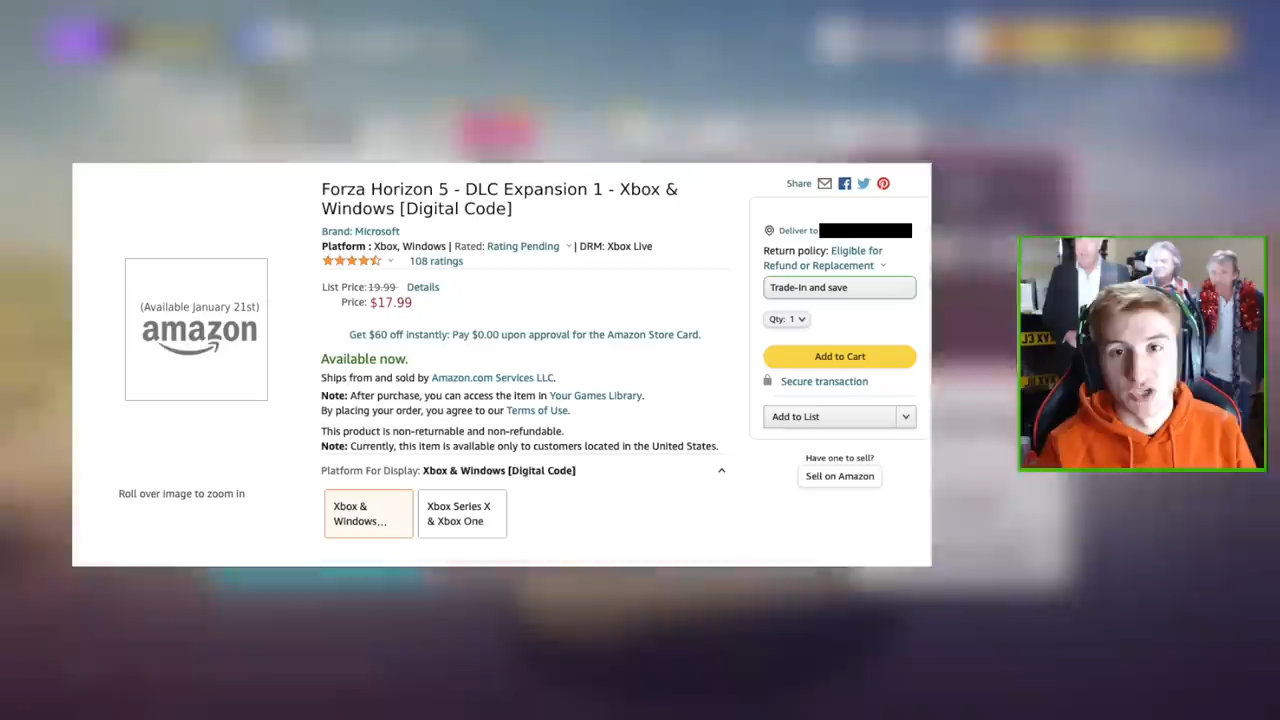 Forza Horizon 5 - DLC Expansion 1 - Xbox &
Windows [Digital Code]
Brand: Microsoft
Platform : Xbox, Windows | Rated: Rating Pending | DRM: Xbox Live
108 ratings
List Price: 19.99 Details
Price: $17.99
Get $60 off instantly: Pay $0.00 upon approval for the Amazon Store Card.
Available now.
Ships from and sold by Amazon.com Services LLC.
Note: After purchase, you can access the item in Your Games Library.
By placing your order, you agree to our Terms of Use.
This product is non-returnable and non-refundable.
Note: Currently, this item is available only to customers located in the United States.
Platform For Display: Xbox & Windows [Digital Code]
Xbox &
Windows...
Xbox Series X
& Xbox One
(Available January 21st)
amazon
Roll over image to zoom in
Share
Deliver to
Return policy: Eligible for
Refund or Replacement
Trade-In and save
Qty: 1
Add to Cart
Secure transaction
Add to List
Have one to sell?
Sell on Amazon